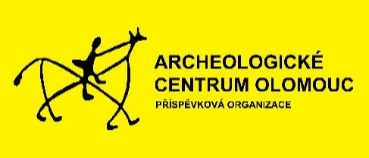 ARCHEOLOGICKÉ
CENTRUM OLOMOUC
PŘÍSPĚVKOVÁ ORGANIZACE